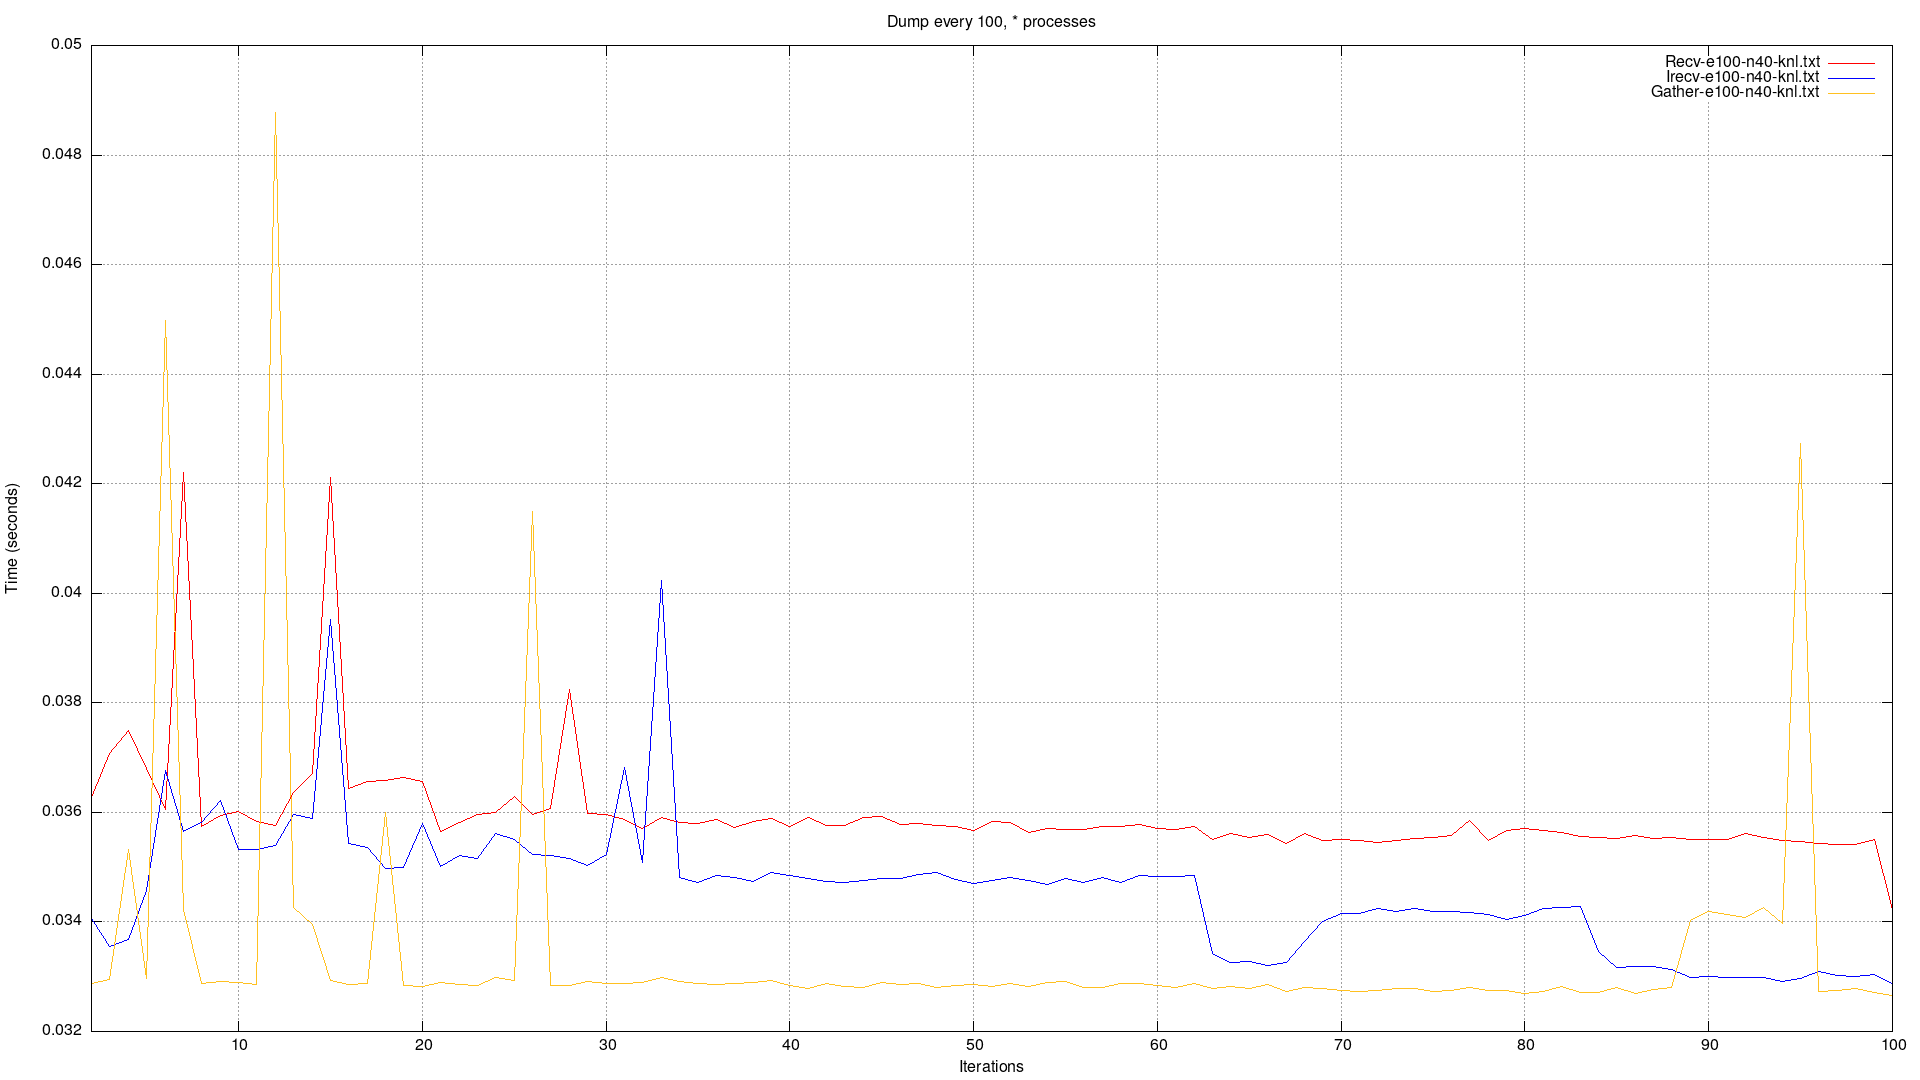 Dump every 100, * processes
0.05
0.048
0.046
0.044
0.042
0.04
0.038
0.036
0.034
0.032
Time (seconds)
Recv-e100-n40-knl.txt
Irecv-e100-n40-knl.txt
Gather-e100-n40-knl.txt
10 20 30 40 50 60 70 80 90 100
Iterations